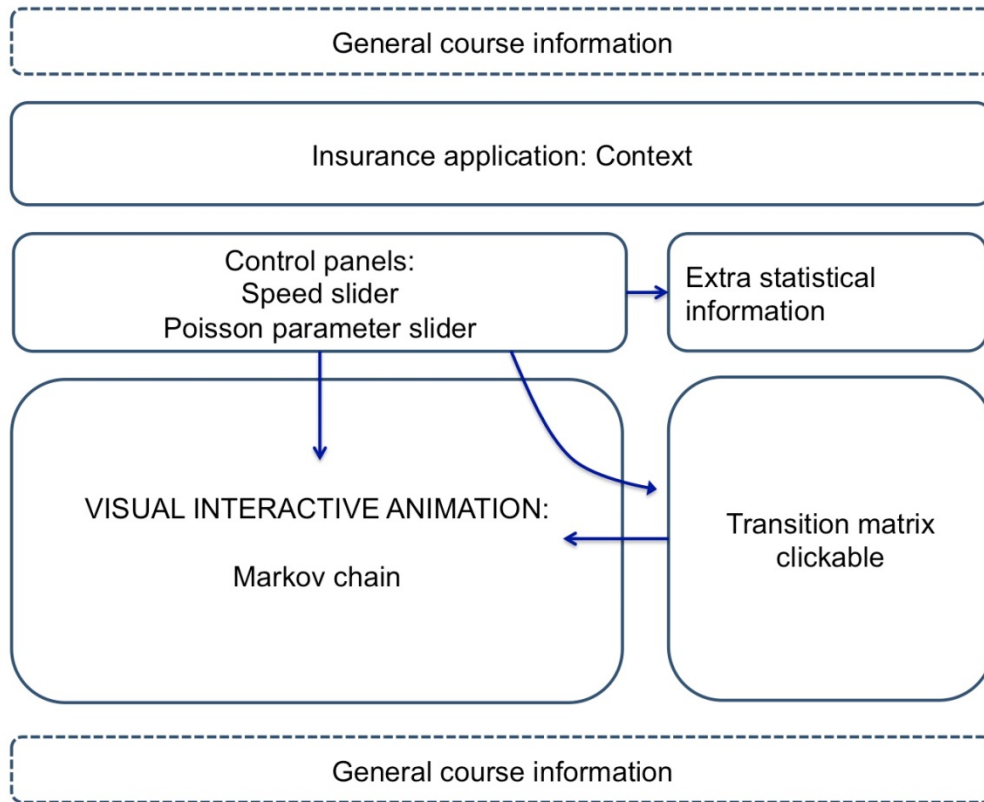 General course information
Insurance application: Context
Control panels:
Speed slider
Poisson parameter slider
Extra statistical
information
VISUAL INTERACTIVE ANIMATION:
Markov chain
Transition matrix
clickable
General course information